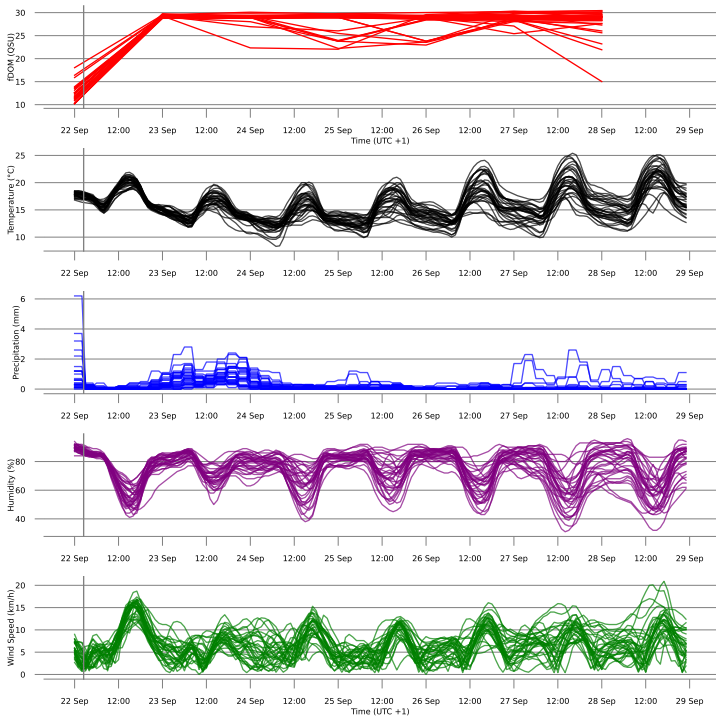 30
25
20
15
10
fDOM (QSU)
22 Sep 12:00 23 Sep 12:00 24 Sep 12:00 25 Sep 12:00 26 Sep 12:00 27 Sep 12:00 28 Sep 12:00 29 Sep
Time (UTC +1)
25
20
15
10
Temperature (°C)
22 Sep 12:00 23 Sep 12:00 24 Sep 12:00 25 Sep 12:00 26 Sep 12:00 27 Sep 12:00 28 Sep 12:00 29 Sep
6
4
2
0
Precipitation (mm)
22 Sep 12:00 23 Sep 12:00 24 Sep 12:00 25 Sep 12:00 26 Sep 12:00 27 Sep 12:00 28 Sep 12:00 29 Sep
80
60
40
Humidity (%)
22 Sep 12:00 23 Sep 12:00 24 Sep 12:00 25 Sep 12:00 26 Sep 12:00 27 Sep 12:00 28 Sep 12:00 29 Sep
20
15
10
5
0
Wind Speed (km/h)
22 Sep 12:00 23 Sep 12:00 24 Sep 12:00 25 Sep 12:00 26 Sep 12:00 27 Sep 12:00 28 Sep 12:00 29 Sep
Time (UTC +1)